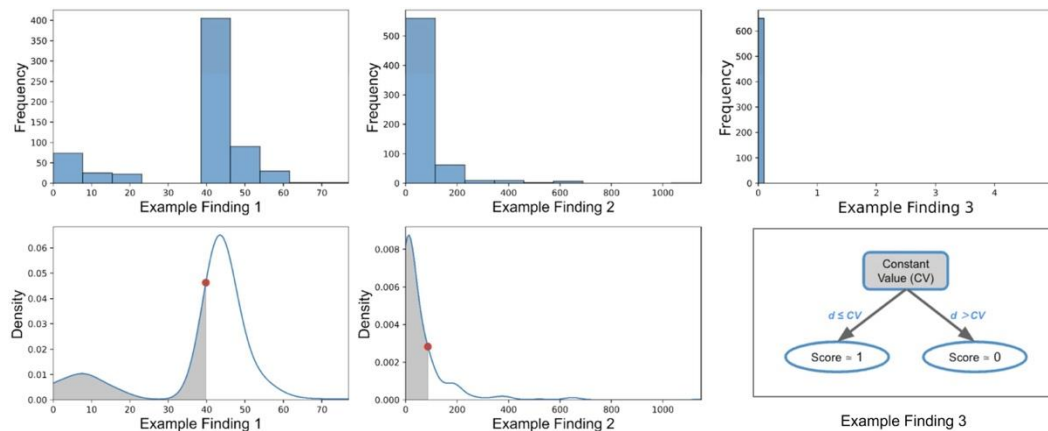 Frequency
400
350
300
250
200
150
100
50
0
0 10 20 30 40 50 60 70
Example Finding 1
Frequency
500
400
300
200
100
0
0 200 400 600 800 1000
Example Finding 2
Frequency
600
500
400
300
200
100
0
0 1 2 3 4
Example Finding 3
Density
0.06
0.05
0.04
0.03
0.02
0.01
0.00
0 10 20 30 40 50 60 70
Example Finding 1
Density
0.008
0.006
0.004
0.002
0.000
0 200 400 600 800 1000
Example Finding 2
Constant
Value (CV)
d ≤ CV d > CV
Score = 1 Score = 0
Example Finding 3